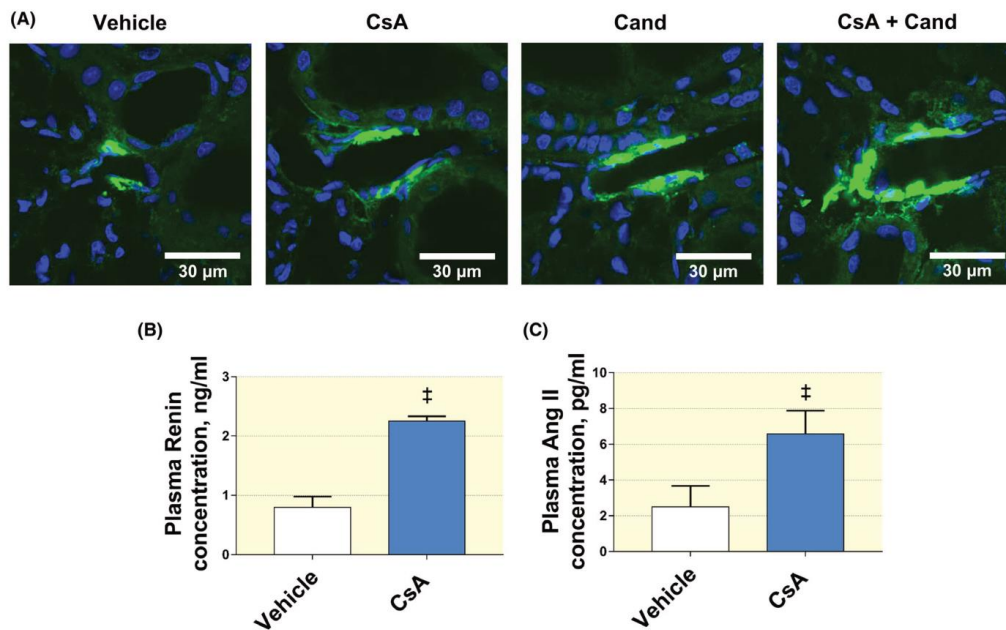 (A)
Vehicle
CsA
Cand
CsA + Cand
30 µm
30 µm
30 µm
30 µm
(B)
Plasma Renin
concentration, ng/ml
3
2
1
0
‡
Vehicle
CsA
(C)
Plasma Ang II
concentration, pg/ml
10
8
6
4
2
0
‡
Vehicle
CsA